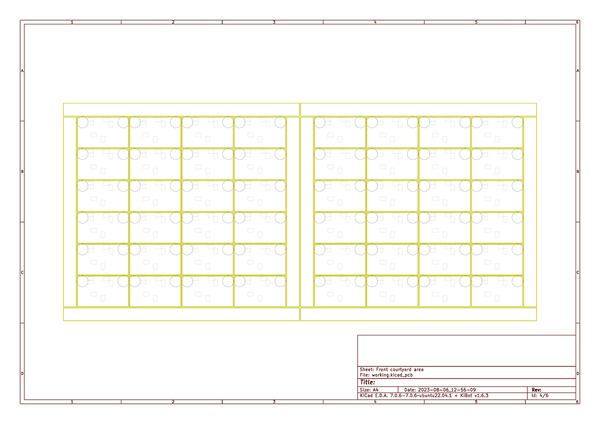 1 2 3 4 5 6
A A
B B
C C
D D
Sheet: Front courtyard area
File: working.kicad_pcb
Title:
Size: A4 Date: 2023-08-06_12-56-09 Rev:
KiCad E.D.A. 7.0.6-7.0.6~ubuntu22.04.1 + KiBot v1.6.3 Id: 4/6
1 2 3 4 5 6